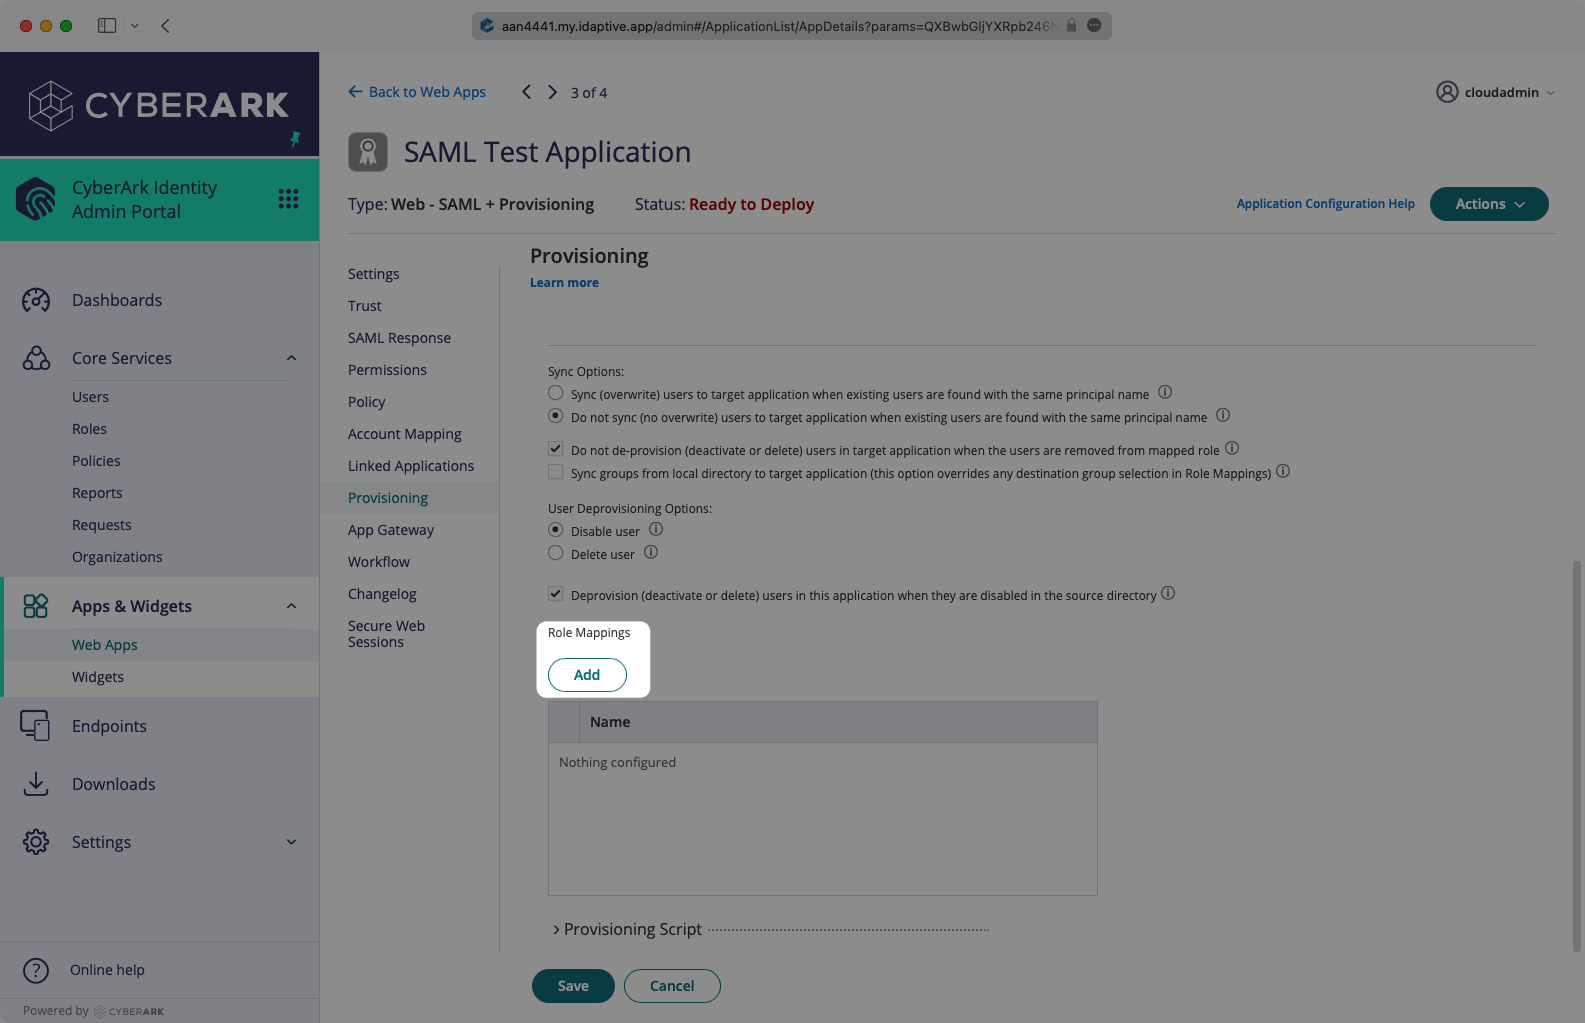 aan4441.my.idaptive.app/admin#/ApplicationList/AppDetails?params=QXBwbGljYXRpb246N
CYBERARK
CyberArk Identity
Admin Portal
Dashboards
Core Services
Users
Roles
Policies
Reports
Requests
Organizations
Apps & Widgets
Web Apps
Widgets
Endpoints
Downloads
Settings
Online help
Powered by CYBERARK
Back to Web Apps
3 of 4
cloudadmin
SAML Test Application
Type: Web - SAML + Provisioning
Status: Ready to Deploy
Application Configuration Help
Actions
Settings
Trust
SAML Response
Permissions
Policy
Account Mapping
Linked Applications
Provisioning
App Gateway
Workflow
Changelog
Secure Web
Sessions
Provisioning
Learn more
Sync Options:
Sync (overwrite) users to target application when existing users are found with the same principal name
Do not sync (no overwrite) users to target application when existing users are found with the same principal name
Do not de-provision (deactivate or delete) users in target application when the users are removed from mapped role
Sync groups from local directory to target application (this option overrides any destination group selection in Role Mappings)
User Deprovisioning Options:
Disable user
Delete user
Deprovision (deactivate or delete) users in this application when they are disabled in the source directory
Role Mappings
Add
Name
Nothing configured
Provisioning Script
Save
Cancel